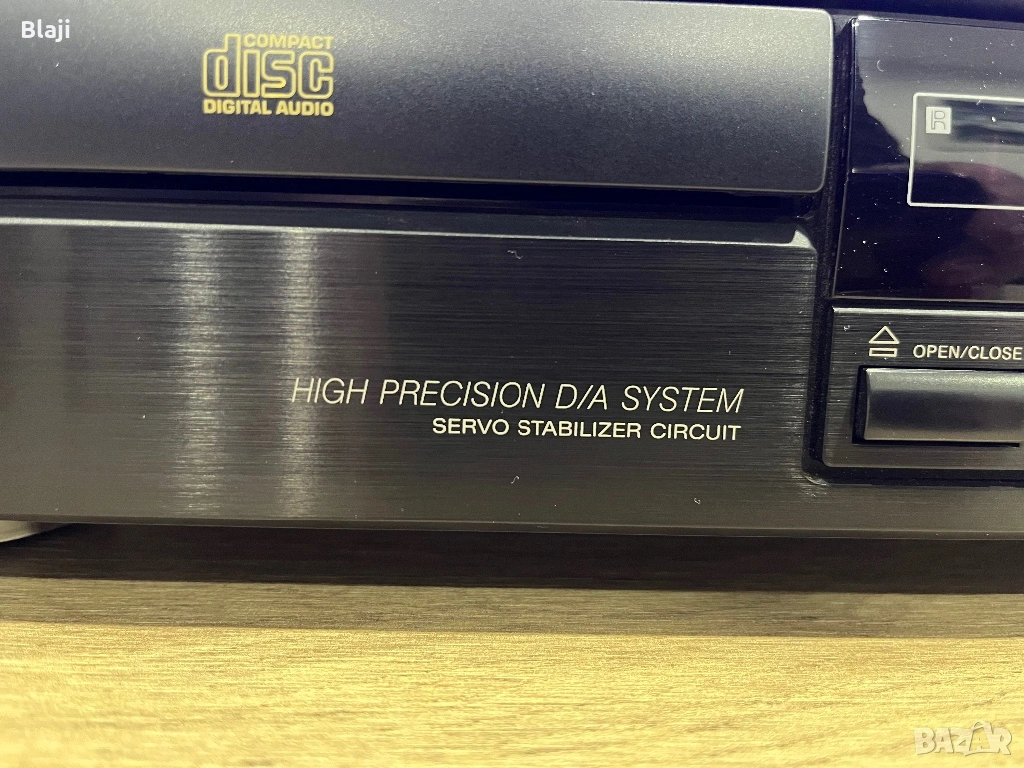 Blaji
COMPACT
disc
DIGITAL AUDIO
R
OPEN/CLOSE
HIGH PRECISION D/A SYSTEM
SERVO STABILIZER CIRCUIT
BAZAR